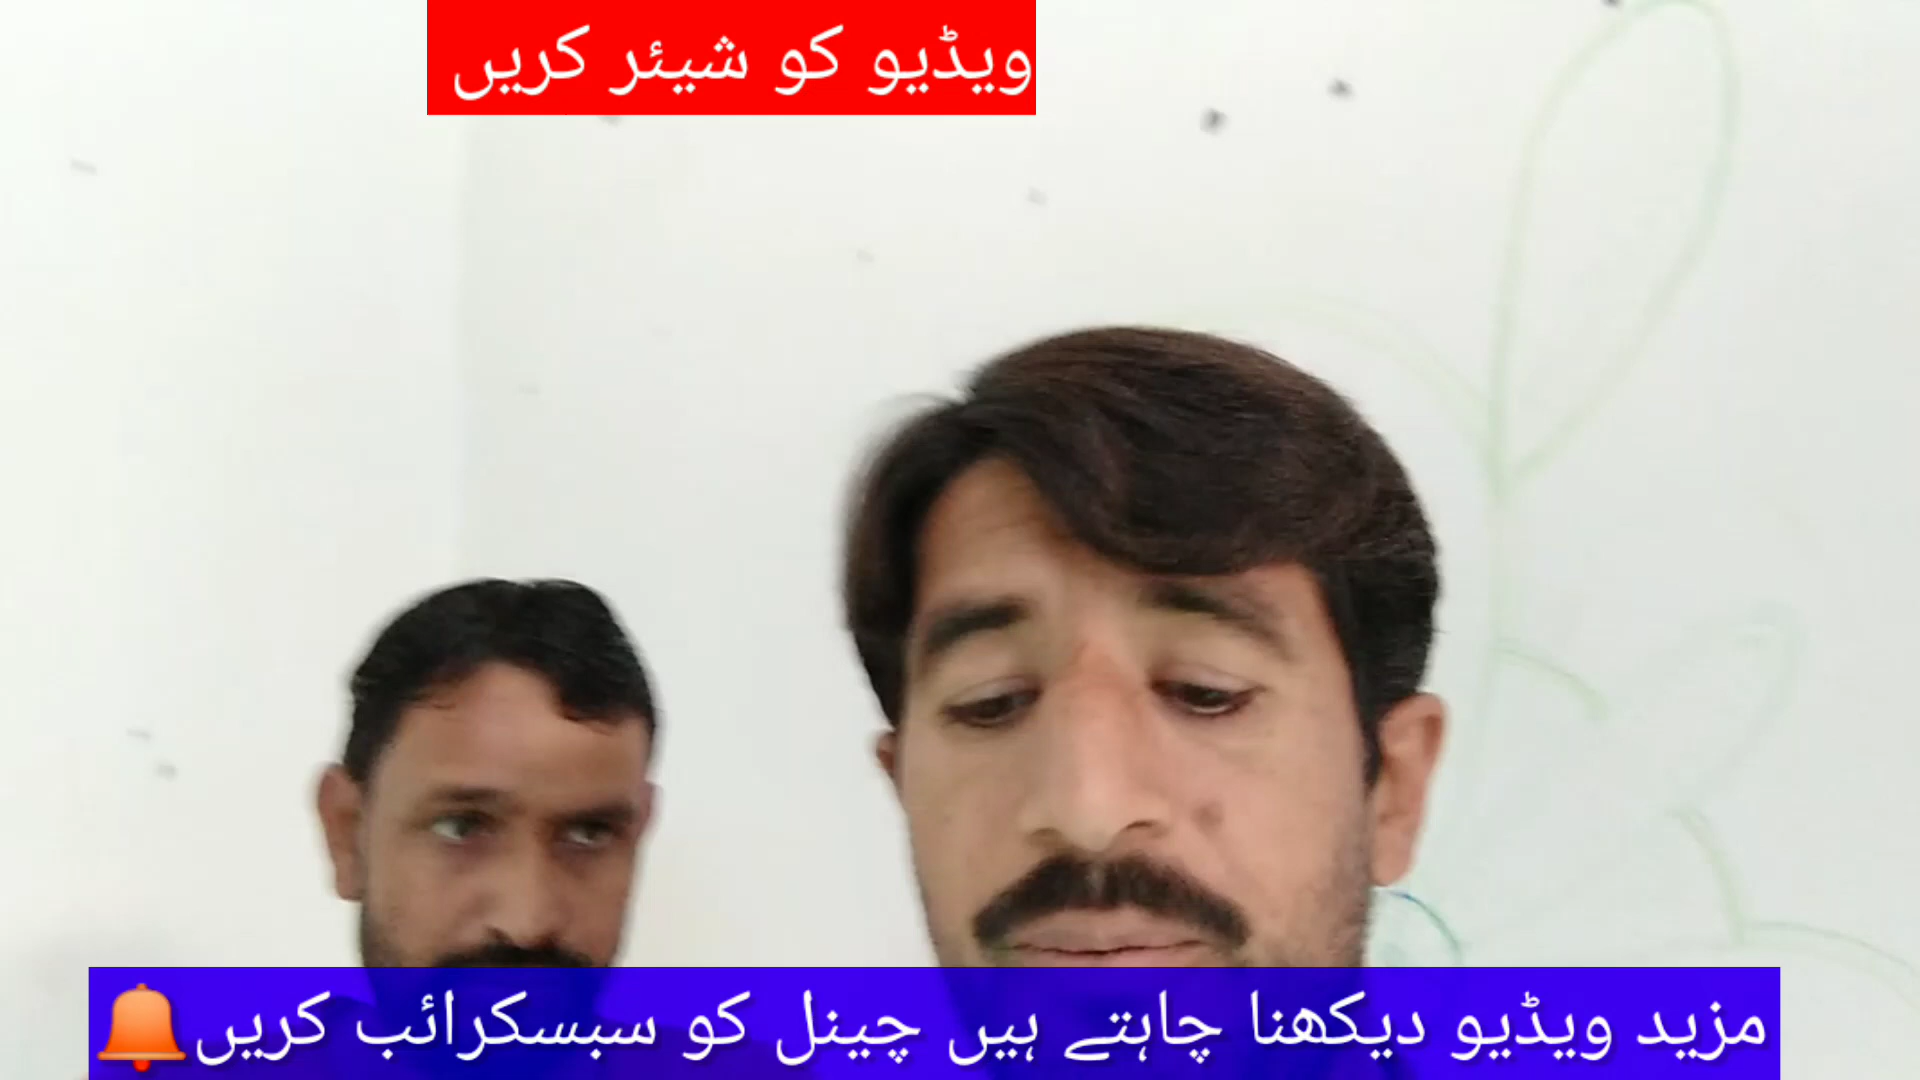 ویڈیو کو شیئر کریں
مزید ویڈیو دیکھنا چاہتے ہیں چینل کو سبسکرائب کریں🔔